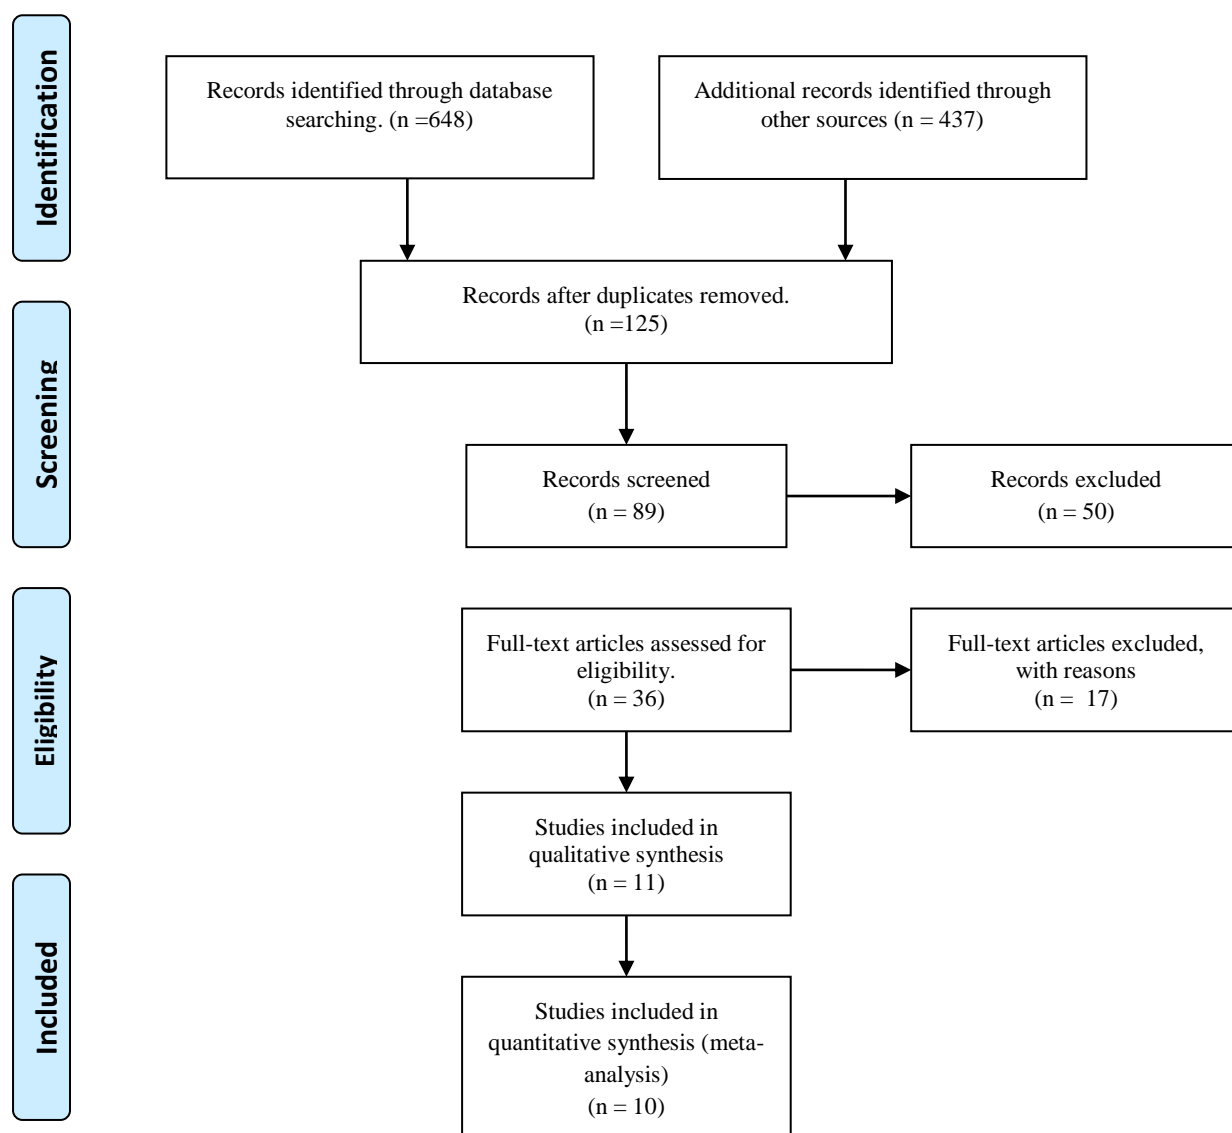 Identification
Records identified through database
searching. (n =648)
Additional records identified through
other sources (n = 437)
Records after duplicates removed.
(n =125)
Screening
Records screened
(n = 89)
Records excluded
(n = 50)
Eligibility
Full-text articles assessed for
eligibility.
(n = 36)
Full-text articles excluded,
with reasons
(n =  17)
Studies included in
qualitative synthesis
(n = 11)
Included
Studies included in
quantitative synthesis (meta-
analysis)
(n = 10)